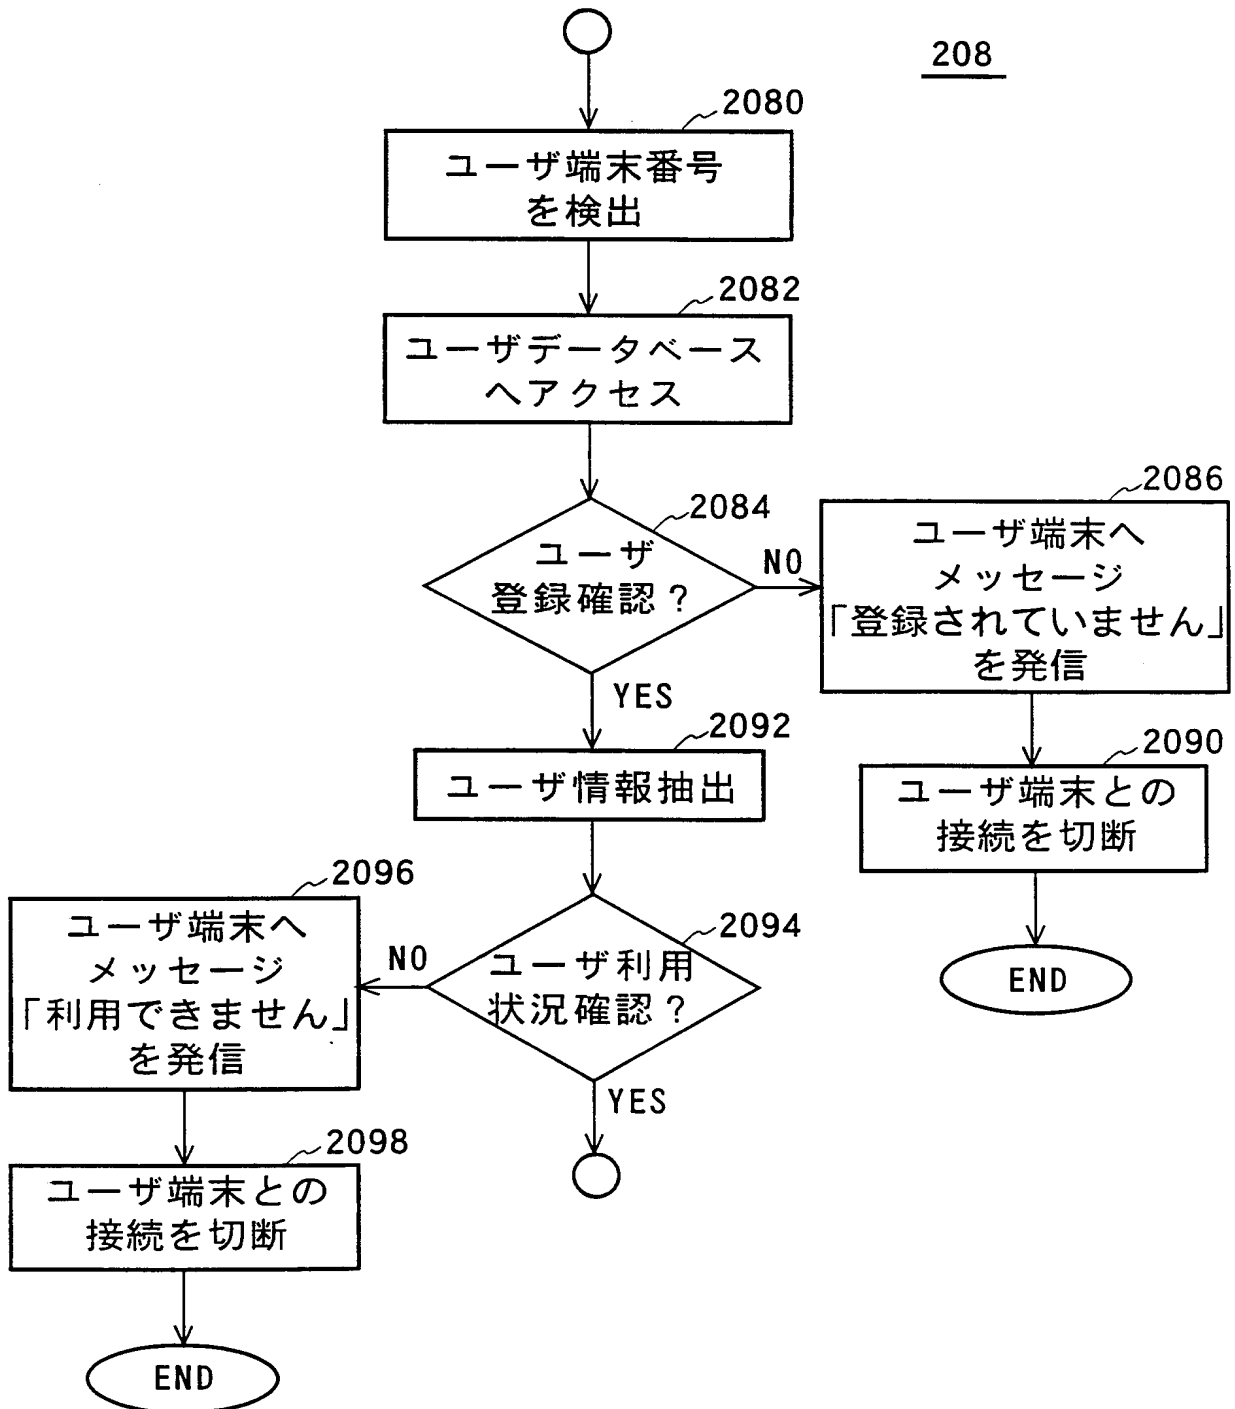 208
2080
ユーザ端末番号
を検出
2082
ユーザデータベース
へアクセス
2084
ユーザ
登録確認？
NO
2086
ユーザ端末へ
メッセージ
「登録されていません」
を発信
YES
2092
ユーザ情報抽出
2090
ユーザ端末との
接続を切断
END
2094
ユーザ利用
状況確認？
NO
2096
ユーザ端末へ
メッセージ
「利用できません」
を発信
YES
2098
ユーザ端末との
接続を切断
END